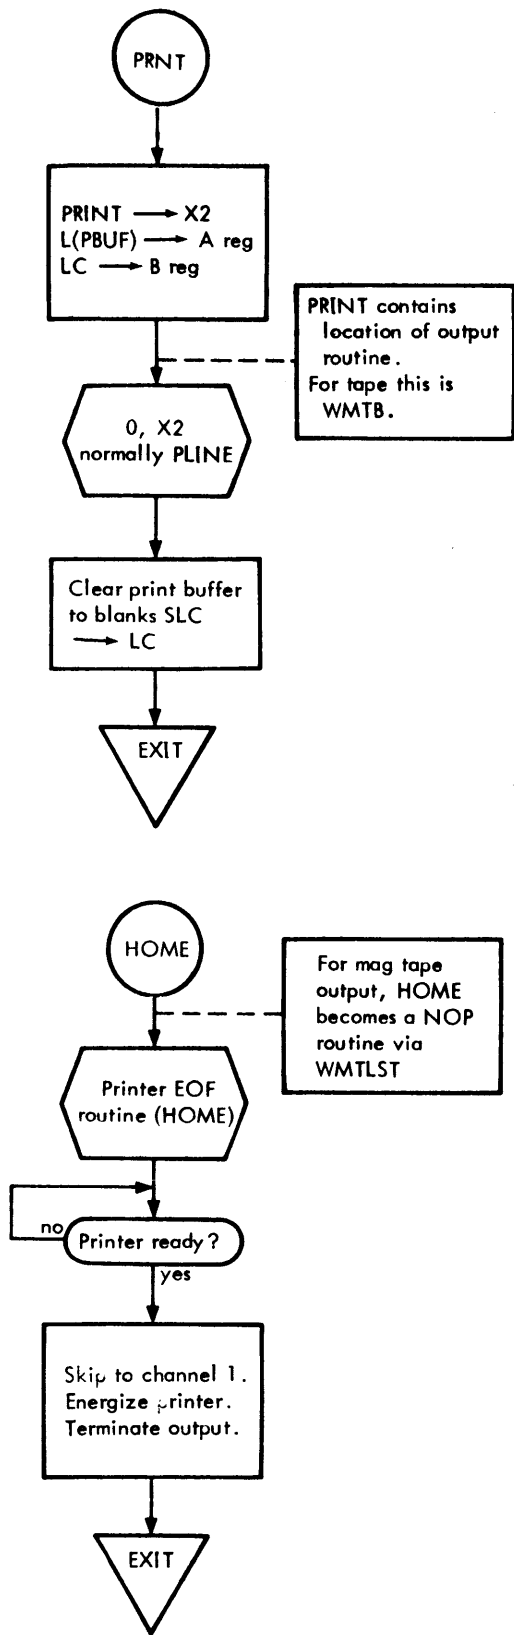 PRNT
PRINT → X2
L(PBUF) → A reg
LC → B reg
PRINT contains
location of output
routine.
For tape this is
WMTB.
0, X2
normally PLINE
Clear print buffer
to blanks SLC
→ LC
EXIT
HOME
For mag tape
output, HOME
becomes a NOP
routine via
WMTLST
Printer EOF
routine (HOME)
no
Printer ready?
yes
Skip to channel 1.
Energize printer.
Terminate output.
EXIT